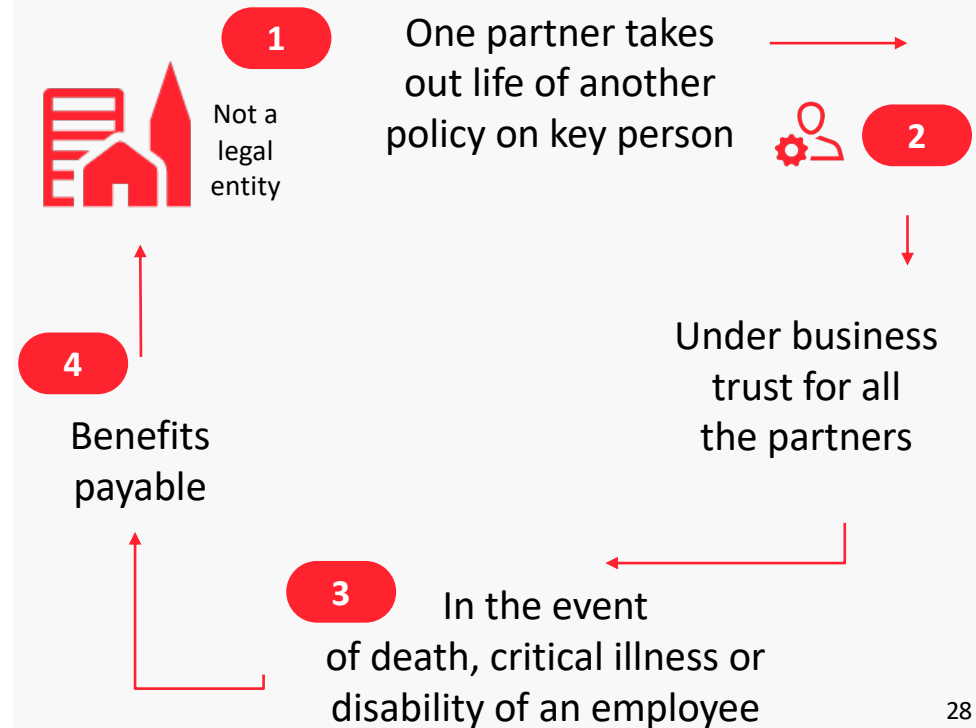 1
Not a
legal
entity
One partner takes
out life of another
policy on key person
2
Under business
trust for all
the partners
3
In the event
of death, critical illness or
disability of an employee
4
Benefits
payable
28